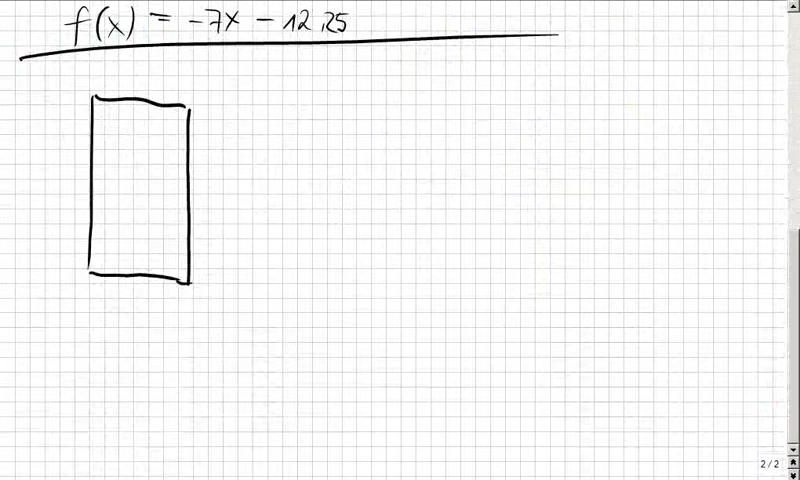 f(x) = -7x - 12,25
2/2